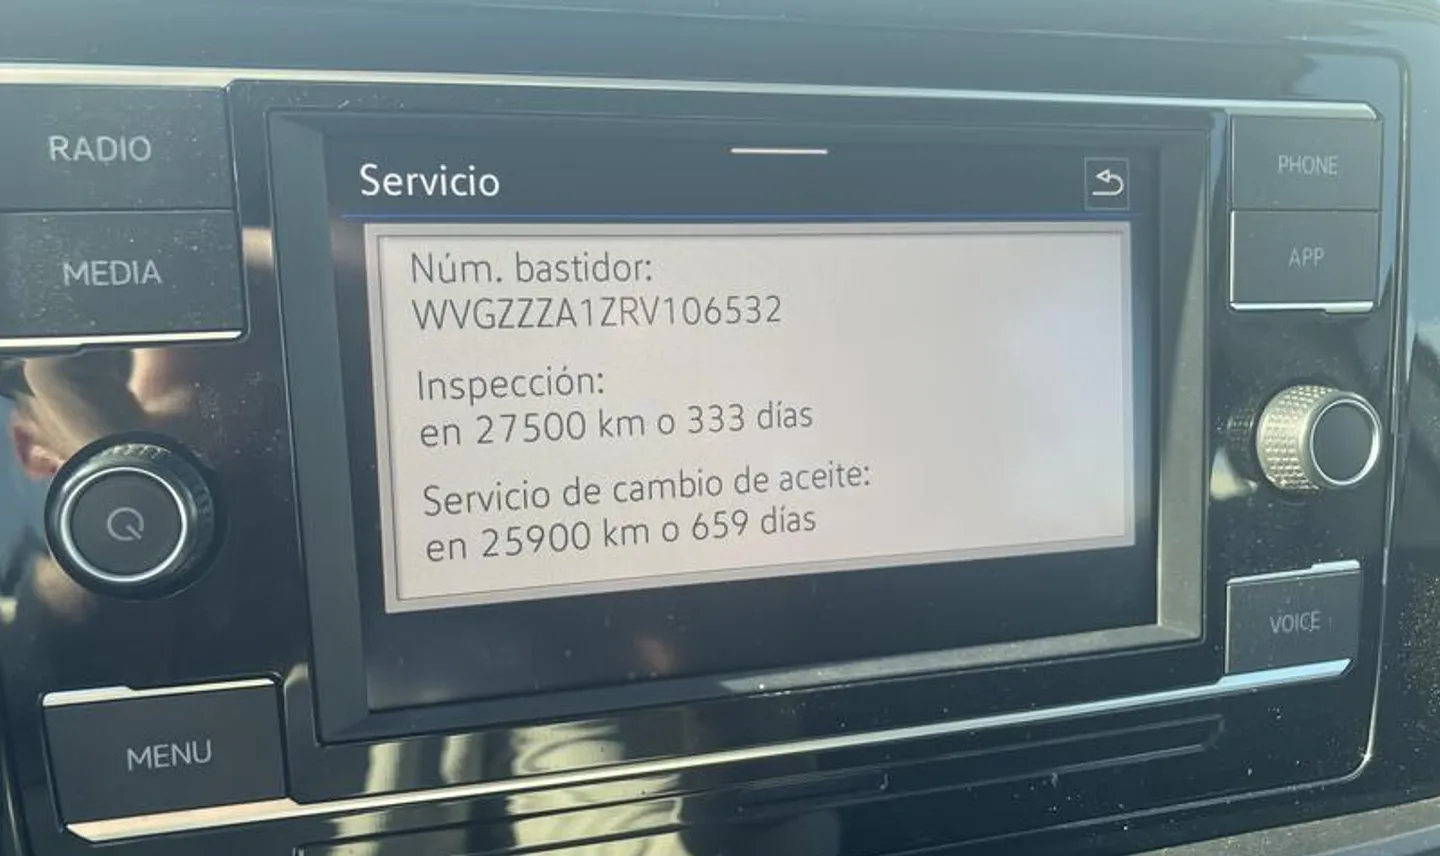 RADIO
MEDIA
MENU
Servicio
Núm. bastidor:
WVGZZZA1ZRV106532
Inspección:
en 27500 km o 333 días
Servicio de cambio de aceite:
en 25900 km o 659 días
PHONE
APP
VOICE